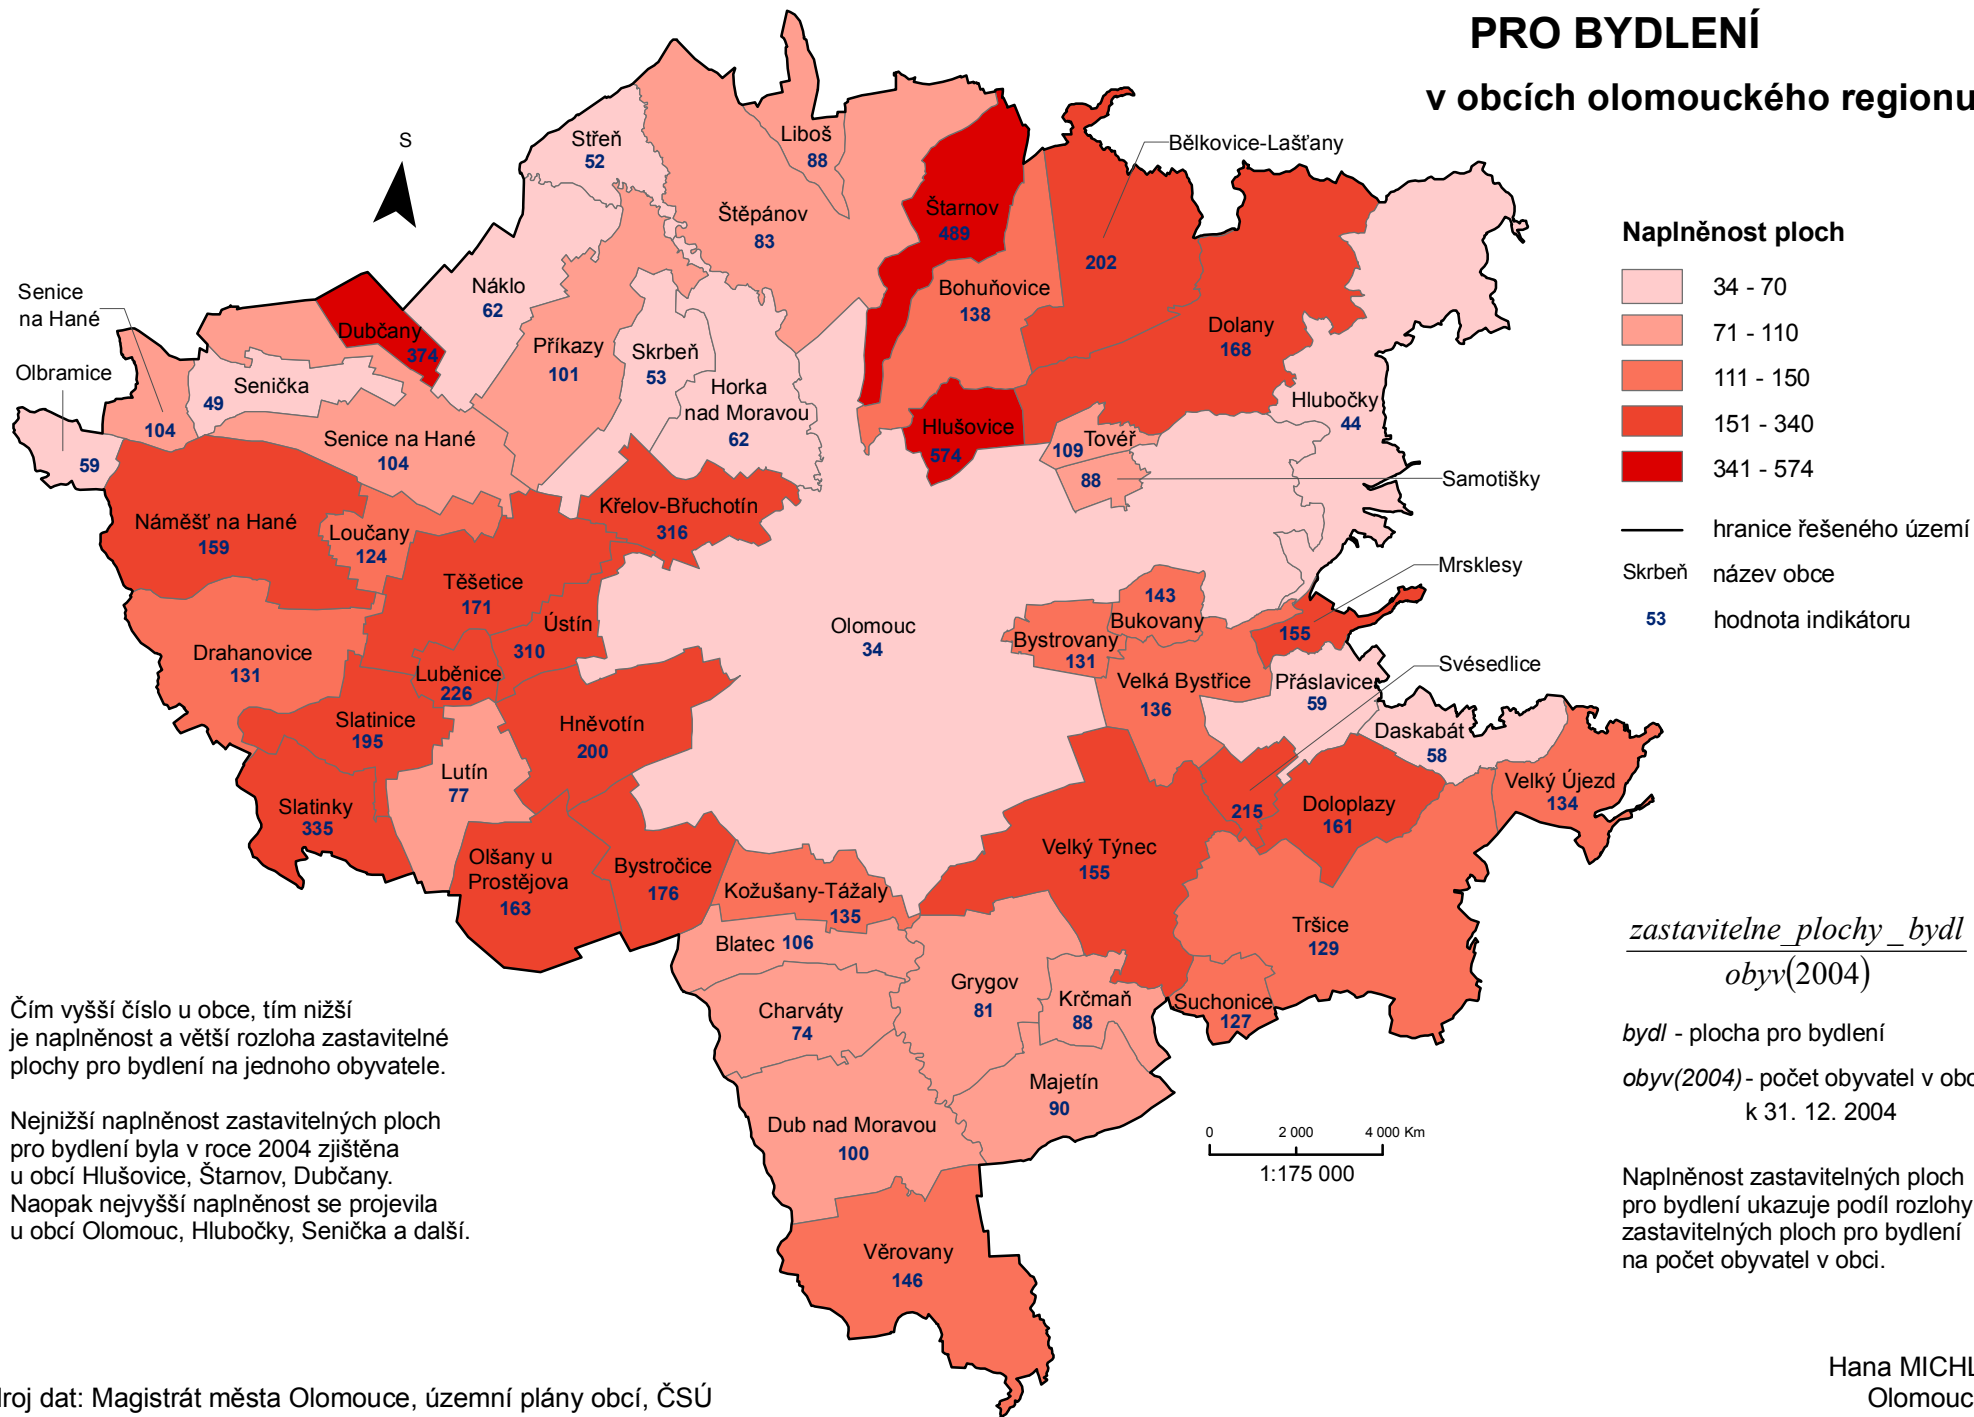 PRO BYDLENÍ
v obcích olomouckého regionu
S
Střeň
52
Liboš
88
Štěpánov
83
Štarnov
489
Bělkovice-Lašťany
202
Bohuňovice
138
Dolany
168
Náklo
62
Senice
na Hané
104
Dubčany
374
Olbramice
59
Senička
49
Příkazy
101
Skrbeň
53
Horka
nad Moravou
62
Hlušovice
574
Tovéř
109
Samotišky
88
Hlubočky
44
Senice na Hané
104
Náměšť na Hané
159
Loučany
124
Křelov-Břuchotín
316
Těšetice
171
Ústín
310
Olomouc
34
Bukovany
143
Bystrovany
131
Mrsklesy
155
Drahanovice
131
Luběnice
226
Slatinice
195
Hněvotín
200
Velká Bystřice
136
Přáslavice
59
Svésedlice
215
Daskabát
58
Velký Újezd
134
Slatinky
335
Lutín
77
Doloplazy
161
Olšany u
Prostějova
163
Bystročice
176
Kožušany-Tážaly
135
Velký Týnec
155
Blatec
106
Tršice
129
Charváty
74
Grygov
81
Krčmaň
88
Suchonice
127
Majetín
90
Dub nad Moravou
100
Věrovany
146
Naplněnost ploch
34 - 70
71 - 110
111 - 150
151 - 340
341 - 574
hranice řešeného území
Skrbeň název obce
53 hodnota indikátoru
zastavitelne_plochy_bydl
obyv(2004)
bydl - plocha pro bydlení
obyv(2004) - počet obyvatel v obc
k 31. 12. 2004
0 2 000 4 000 Km
1:175 000
Naplněnost zastavitelných ploch
pro bydlení ukazuje podíl rozlohy
zastavitelných ploch pro bydlení
na počet obyvatel v obci.
Čím vyšší číslo u obce, tím nižší
je naplněnost a větší rozloha zastavitelné
plochy pro bydlení na jednoho obyvatele.
Nejnižší naplněnost zastavitelných ploch
pro bydlení byla v roce 2004 zjištěna
u obcí Hlušovice, Štarnov, Dubčany.
Naopak nejvyšší naplněnost se projevila
u obcí Olomouc, Hlubočky, Senička a další.
droj dat: Magistrát města Olomouce, územní plány obcí, ČSÚ
Hana MICHL
Olomouc